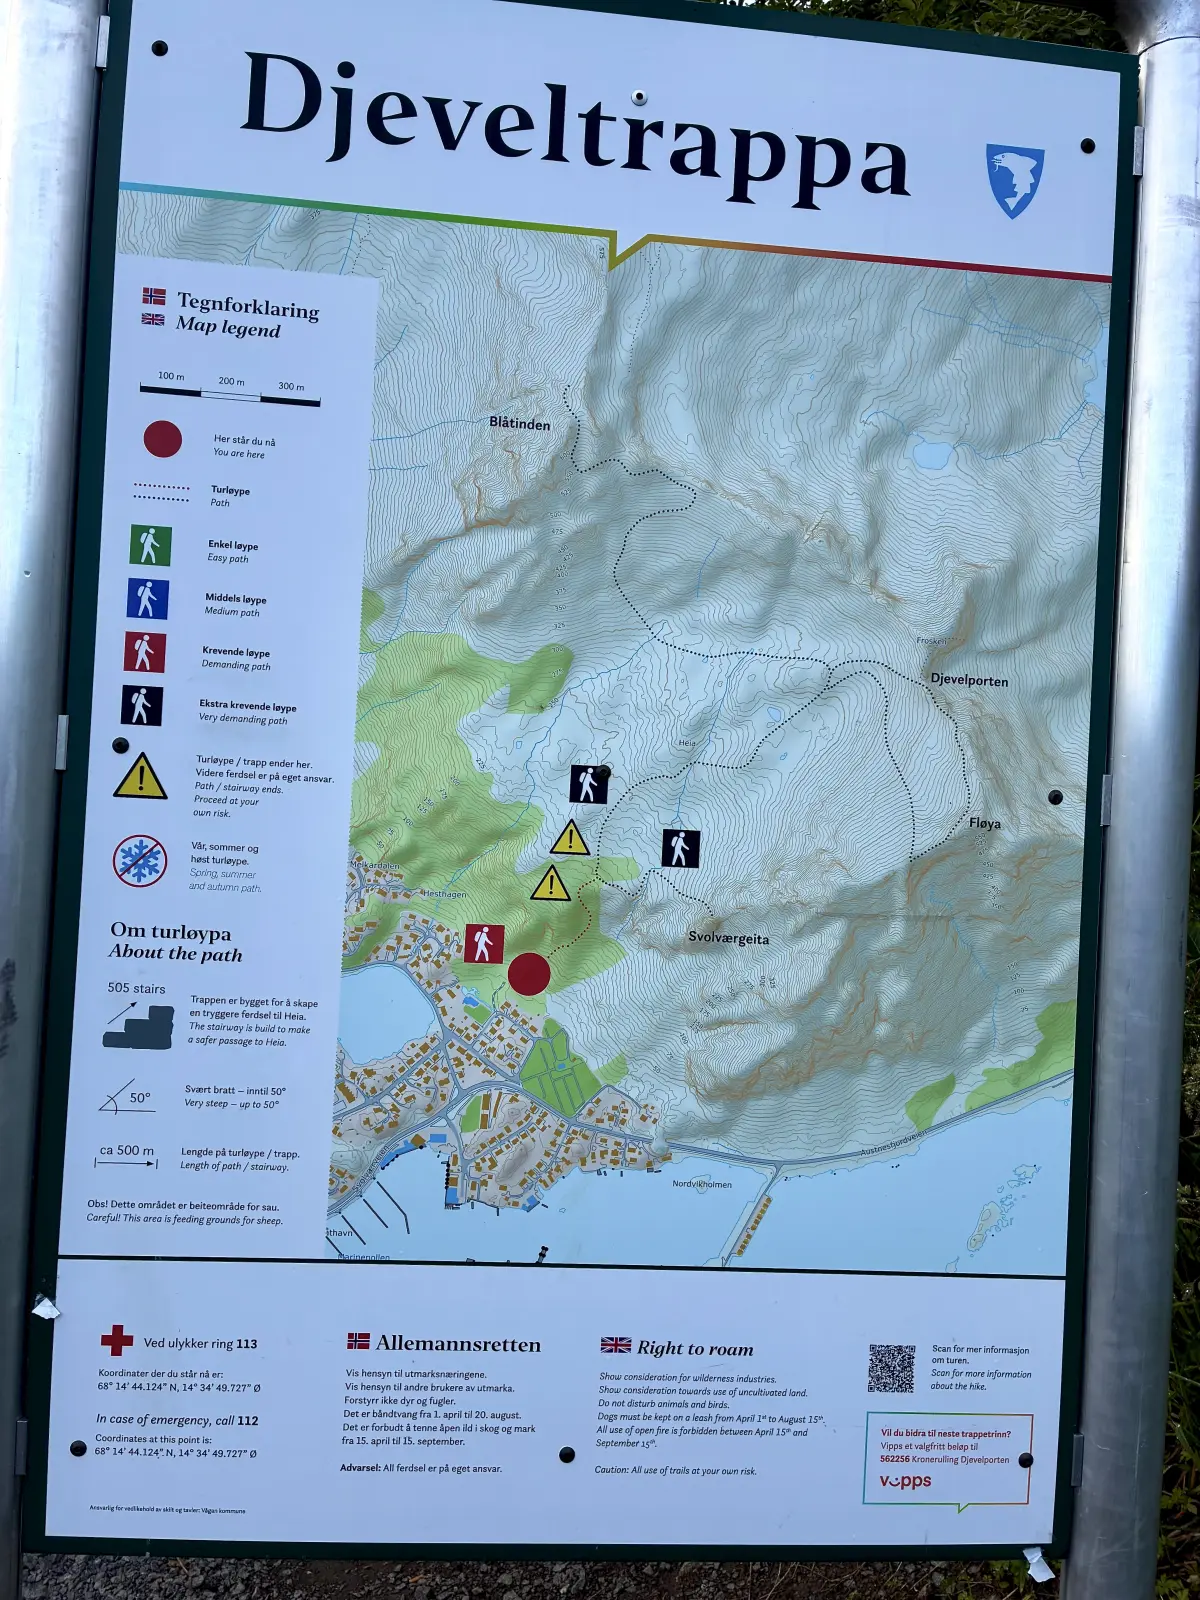 Djeveltrappa
Tegnforklaring
Map legend
100 m
200 m
300 m
Her står du nå
You are here
Turløype
Path
Enkel løype
Easy path
Middels løype
Medium path
Krevende løype
Demanding path
Ekstra krevende løype
Very demanding path
Turløype / trapp ender her.
Videre ferdsel er på eget ansvar.
Path / stairway ends.
Proceed at your
own risk.
Vår, sommer og
høst turløype.
Spring, summer
and autumn path.
Om turløypa
About the path
505 stairs
Trappen er bygget for å skape
en tryggere ferdsel til Heia.
The stairway is build to make
a safer passage to Heia.
50°
Svært bratt – inntil 50°
Very steep – up to 50°
ca 500 m
Lengde på turløype / trapp.
Length of path / stairway.
Obs! Dette området er beiteområde for sau.
Careful! This area is feeding grounds for sheep.
Blåtinden
Djevelporten
Heia
Fløya
Melkardalen
Hesthagen
Svolværgeita
Austnesfjordveien
Nordvikholmen
Marinepollen
Ved ulykker ring 113
Koordinater der du står nå er:
68° 14’ 44.124” N, 14° 34’ 49.727” Ø
In case of emergency, call 112
Coordinates at this point is:
68° 14’ 44.124” N, 14° 34’ 49.727” Ø
Ansvarlig for vedlikehold av skilt og tavler: Vågan kommune
Allemannsretten
Vis hensyn til utmarksnæringene.
Vis hensyn til andre brukere av utmarka.
Forstyrr ikke dyr og fugler.
Det er båndtvang fra 1. april til 20. august.
Det er forbudt å tenne åpen ild i skog og mark
fra 15. april til 15. september.
Advarsel: All ferdsel er på eget ansvar.
Right to roam
Show consideration for wilderness industries.
Show consideration towards use of uncultivated land.
Do not disturb animals and birds.
Dogs must be kept on a leash from April 1st to August 15th.
All use of open fire is forbidden between April 15th and
September 15th.
Caution: All use of trails at your own risk.
Scan for mer informasjon
om turen.
Scan for more information
about the hike.
Vil du bidra til neste trappetrinn?
Vipps et valgfritt beløp til
562256 Kronerulling Djevelporten
vipps